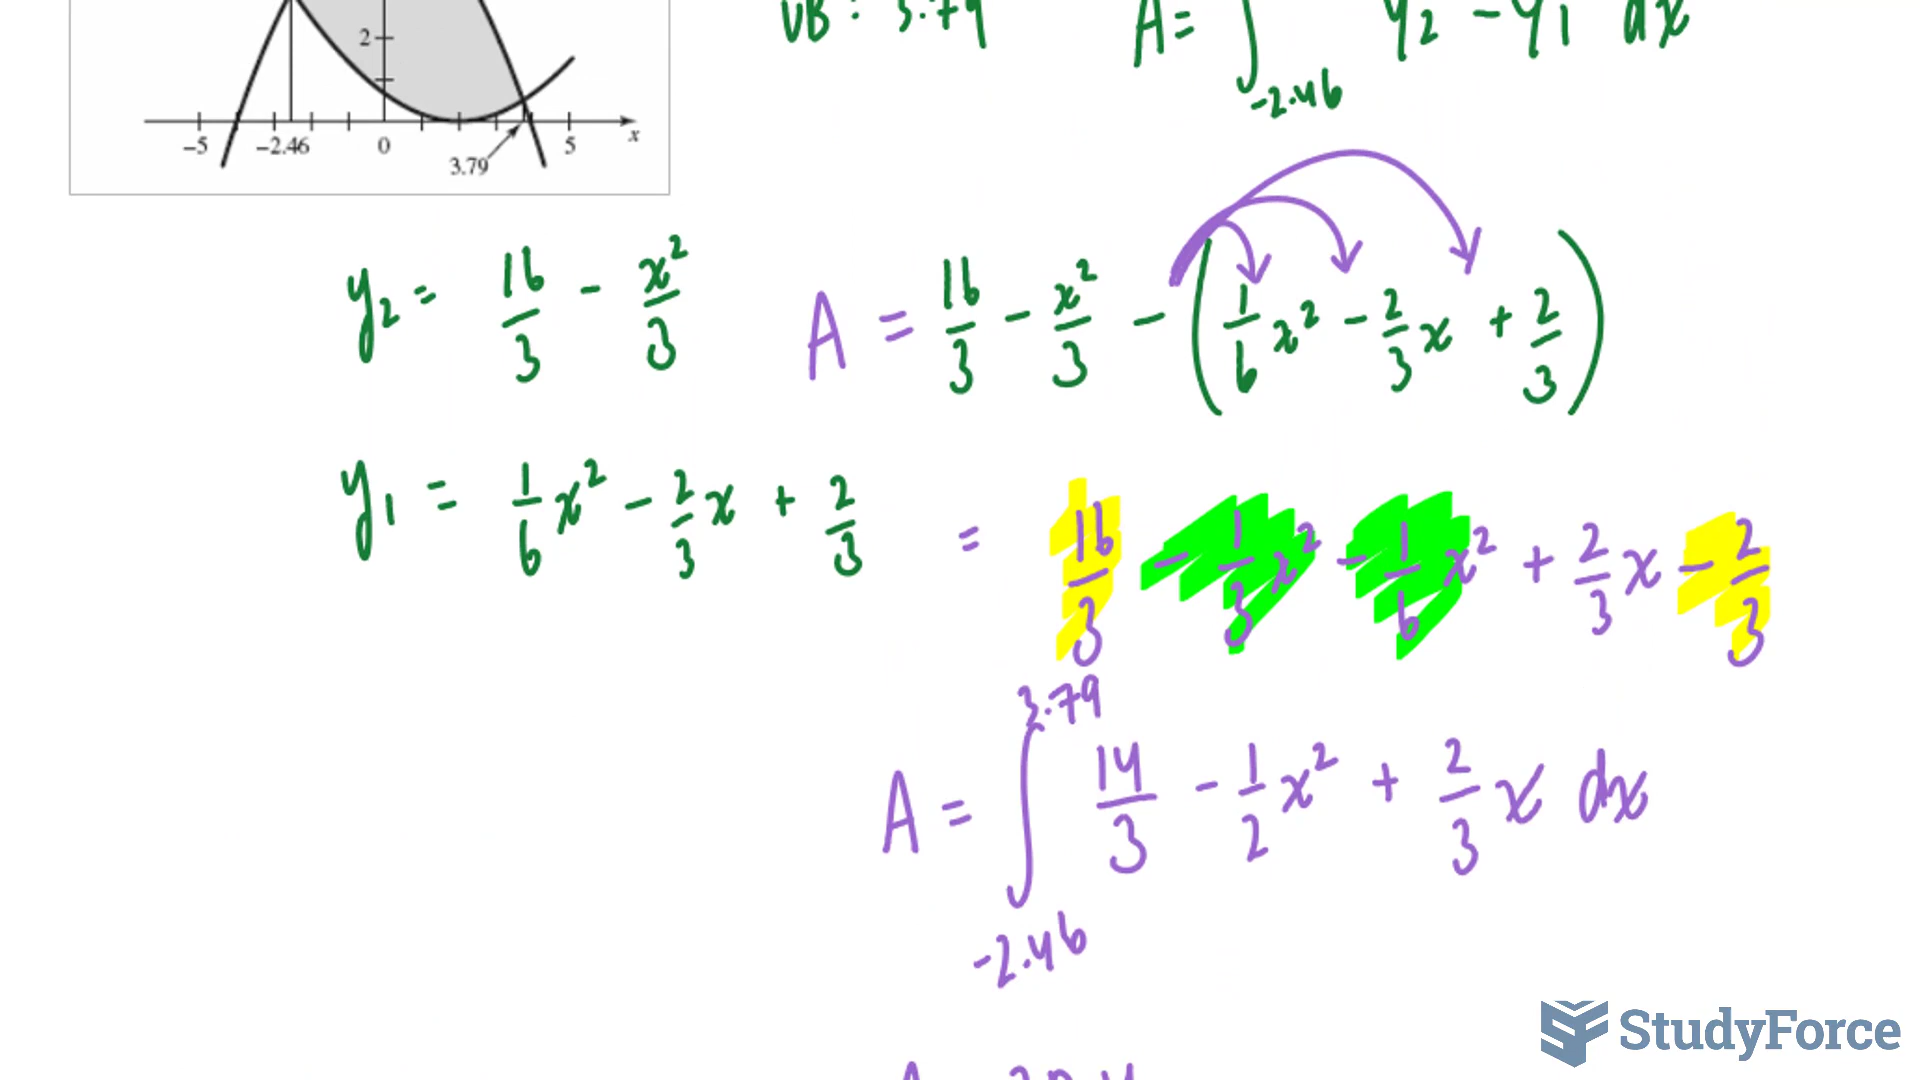 UB: 3.79 A = ∫ y₂ - y₁ dx
-2.46
2
-5 -2.46 0 3.79 5 x
y₂ = 16/3 - x²/3
A = 16/3 - x²/3 - (1/6 x² - 2/3 x + 2/3)
y₁ = 1/6 x² - 2/3 x + 2/3
= 16/3 - 1/3 x² - 1/6 x² + 2/3 x - 2/3
3.79
A = ∫ 14/3 - 1/2 x² + 2/3 x dx
-2.46
StudyForce